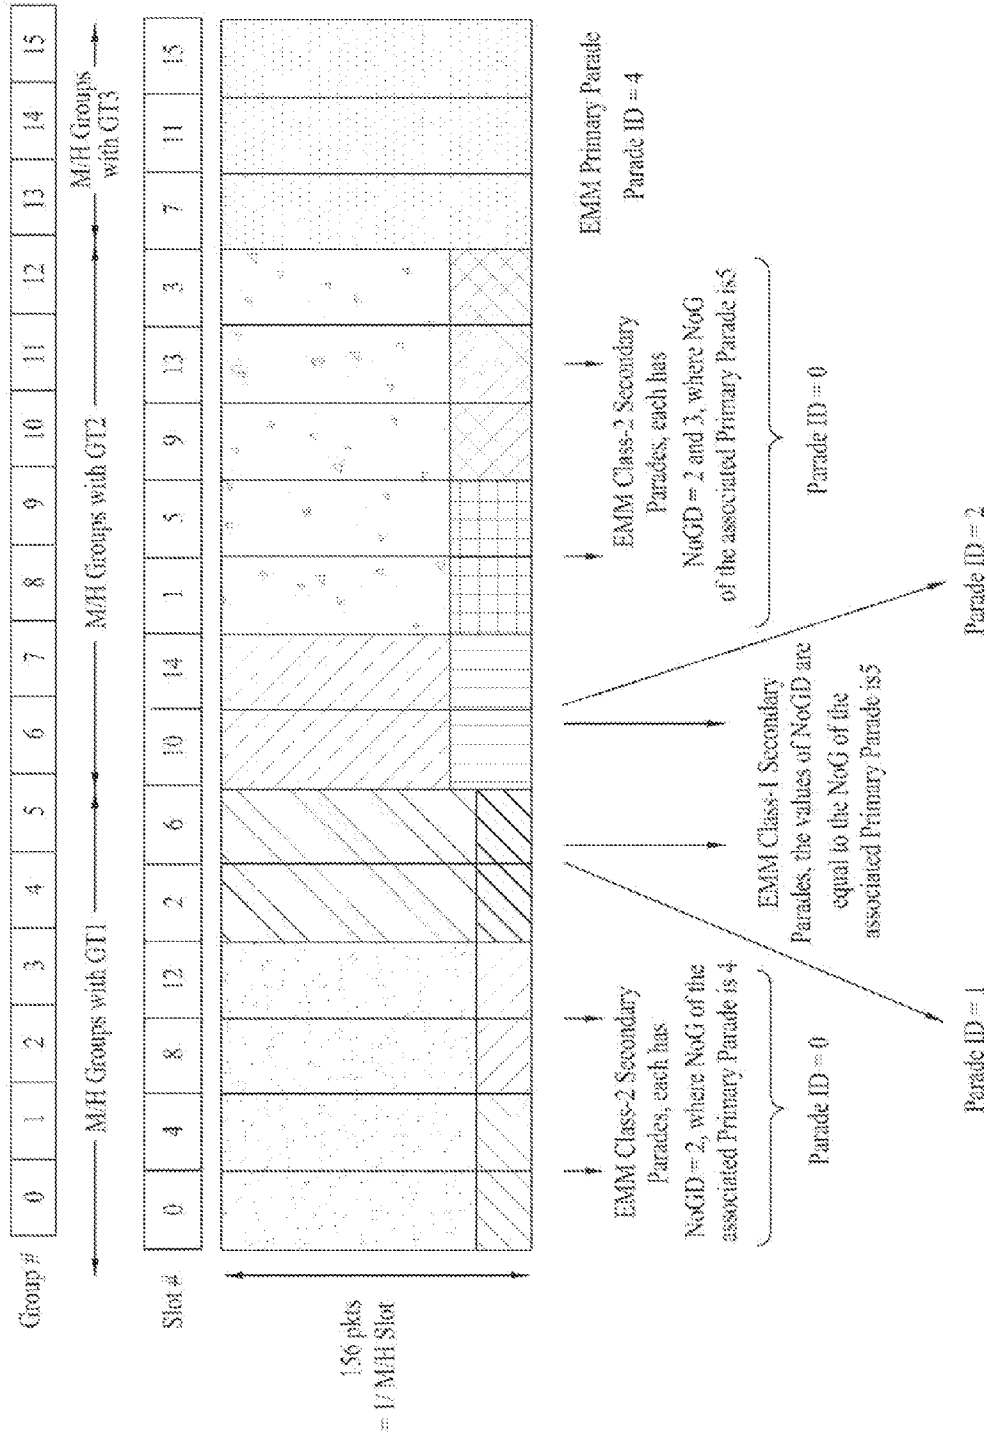 Group # 0 1 2 3 4 5 6 7 8 9 10 11 12 13 14 15
M/H Groups with GT1
M/H Groups with GT2
M/H Groups
with GT3
Slot # 0 4 8 12 2 6 10 14 1 5 9 13 3 7 11 15
156 pkts
= 1/ M/H Slot
EMM Class-2 Secondary
Parades, each has
NoGD = 2, where NoG of the
associated Primary Parade is 4
Parade ID = 0
EMM Class-1 Secondary
Parades, the values of NoGD are
equal to the NoG of the
associated Primary Parade is5
Parade ID = 1
Parade ID = 2
EMM Class-2 Secondary
Parades, each has
NoGD = 2 and 3, where NoG
of the associated Primary Parade is5
Parade ID = 0
EMM Primary Parade
Parade ID = 4